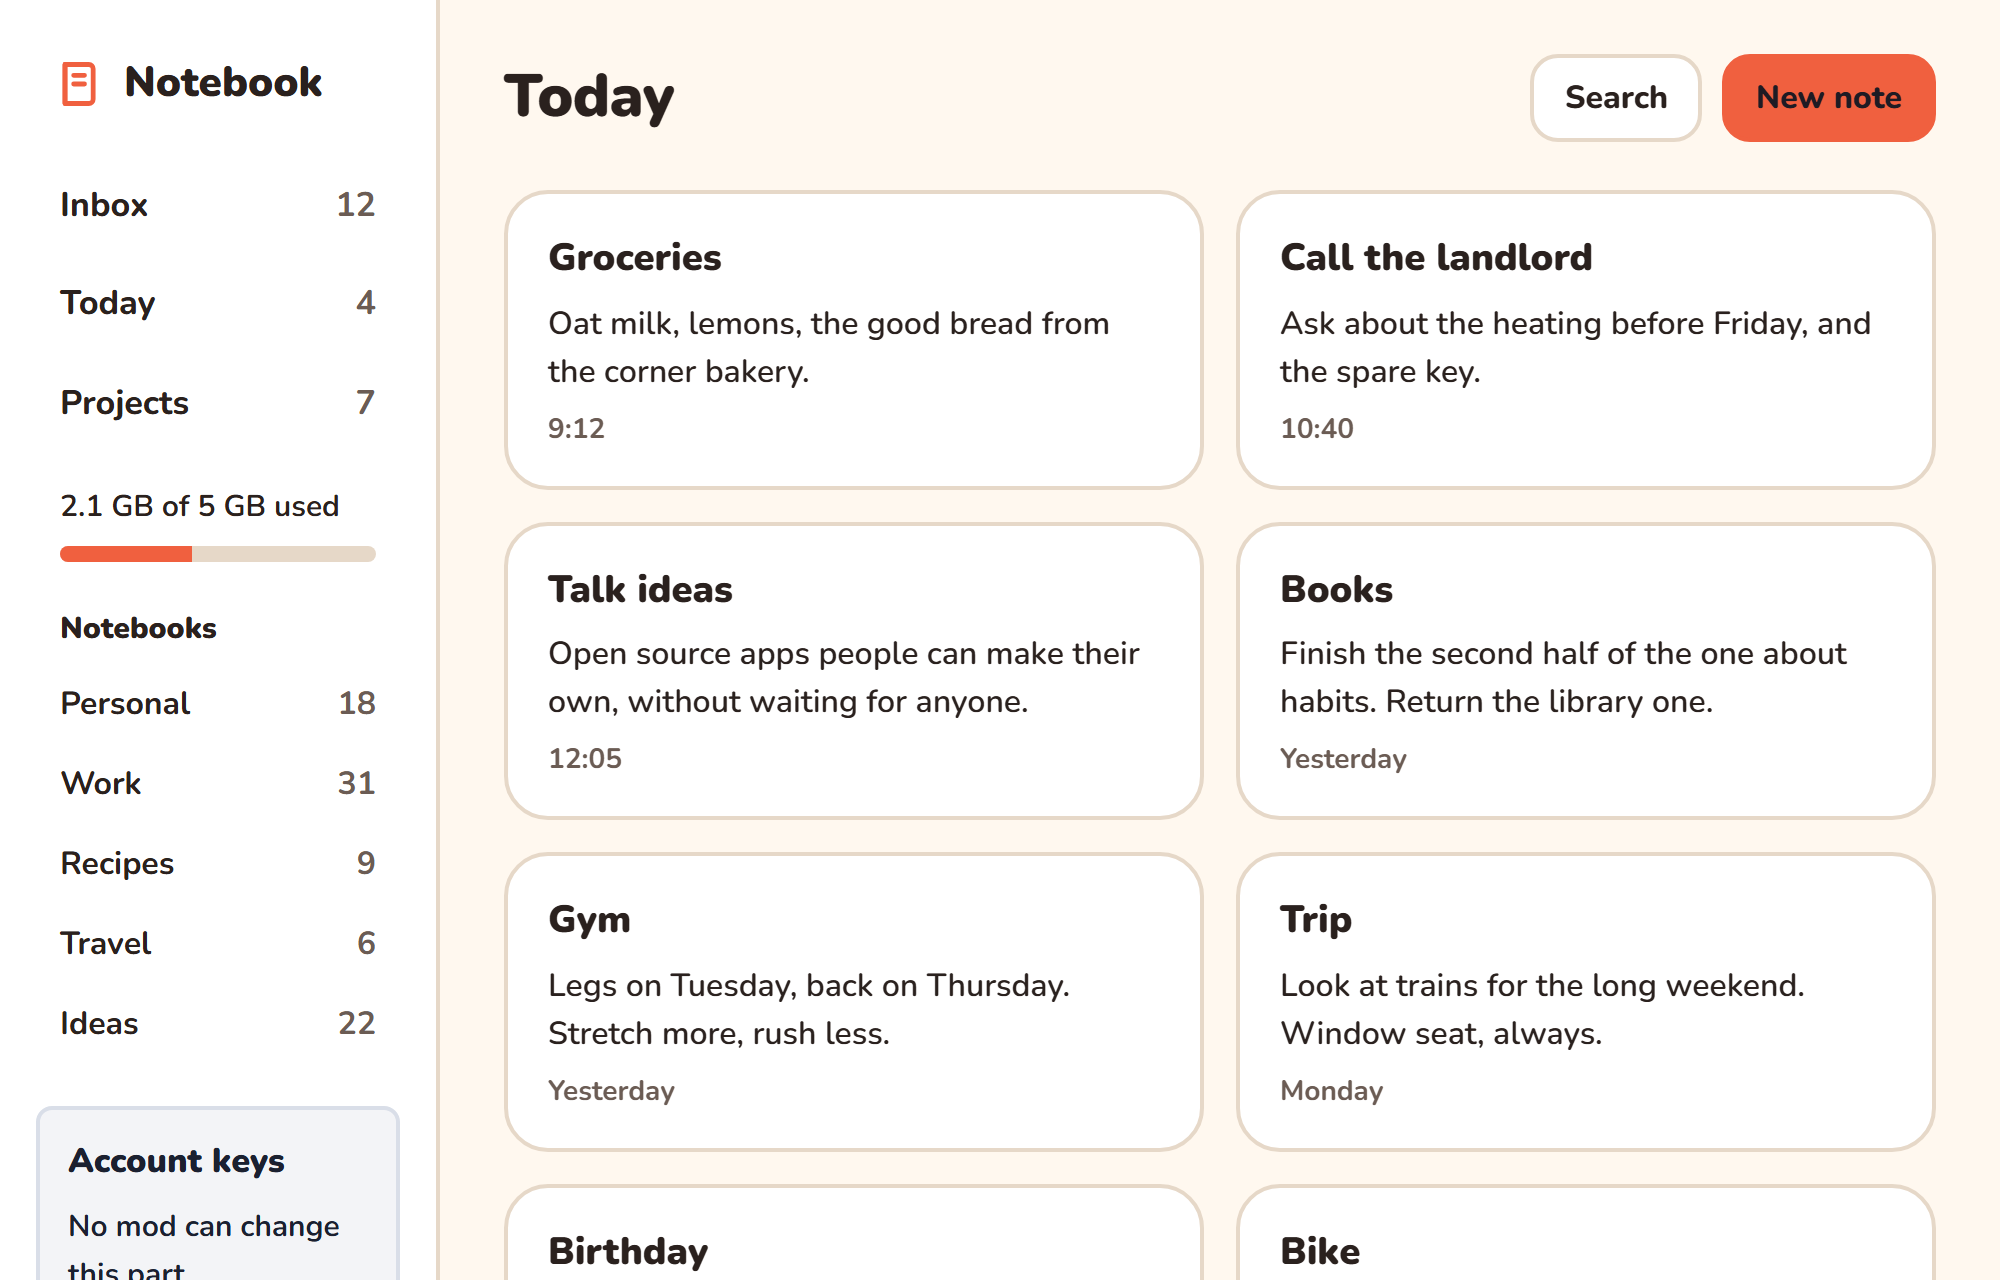 Notebook
Inbox 12
Today 4
Projects 7
2.1 GB of 5 GB used
Notebooks
Personal 18
Work 31
Recipes 9
Travel 6
Ideas 22
Account keys
No mod can change
this part
Today
Search
New note
Groceries
Oat milk, lemons, the good bread from
the corner bakery.
9:12
Call the landlord
Ask about the heating before Friday, and
the spare key.
10:40
Talk ideas
Open source apps people can make their
own, without waiting for anyone.
12:05
Books
Finish the second half of the one about
habits. Return the library one.
Yesterday
Gym
Legs on Tuesday, back on Thursday.
Stretch more, rush less.
Yesterday
Trip
Look at trains for the long weekend.
Window seat, always.
Monday
Birthday
Bike